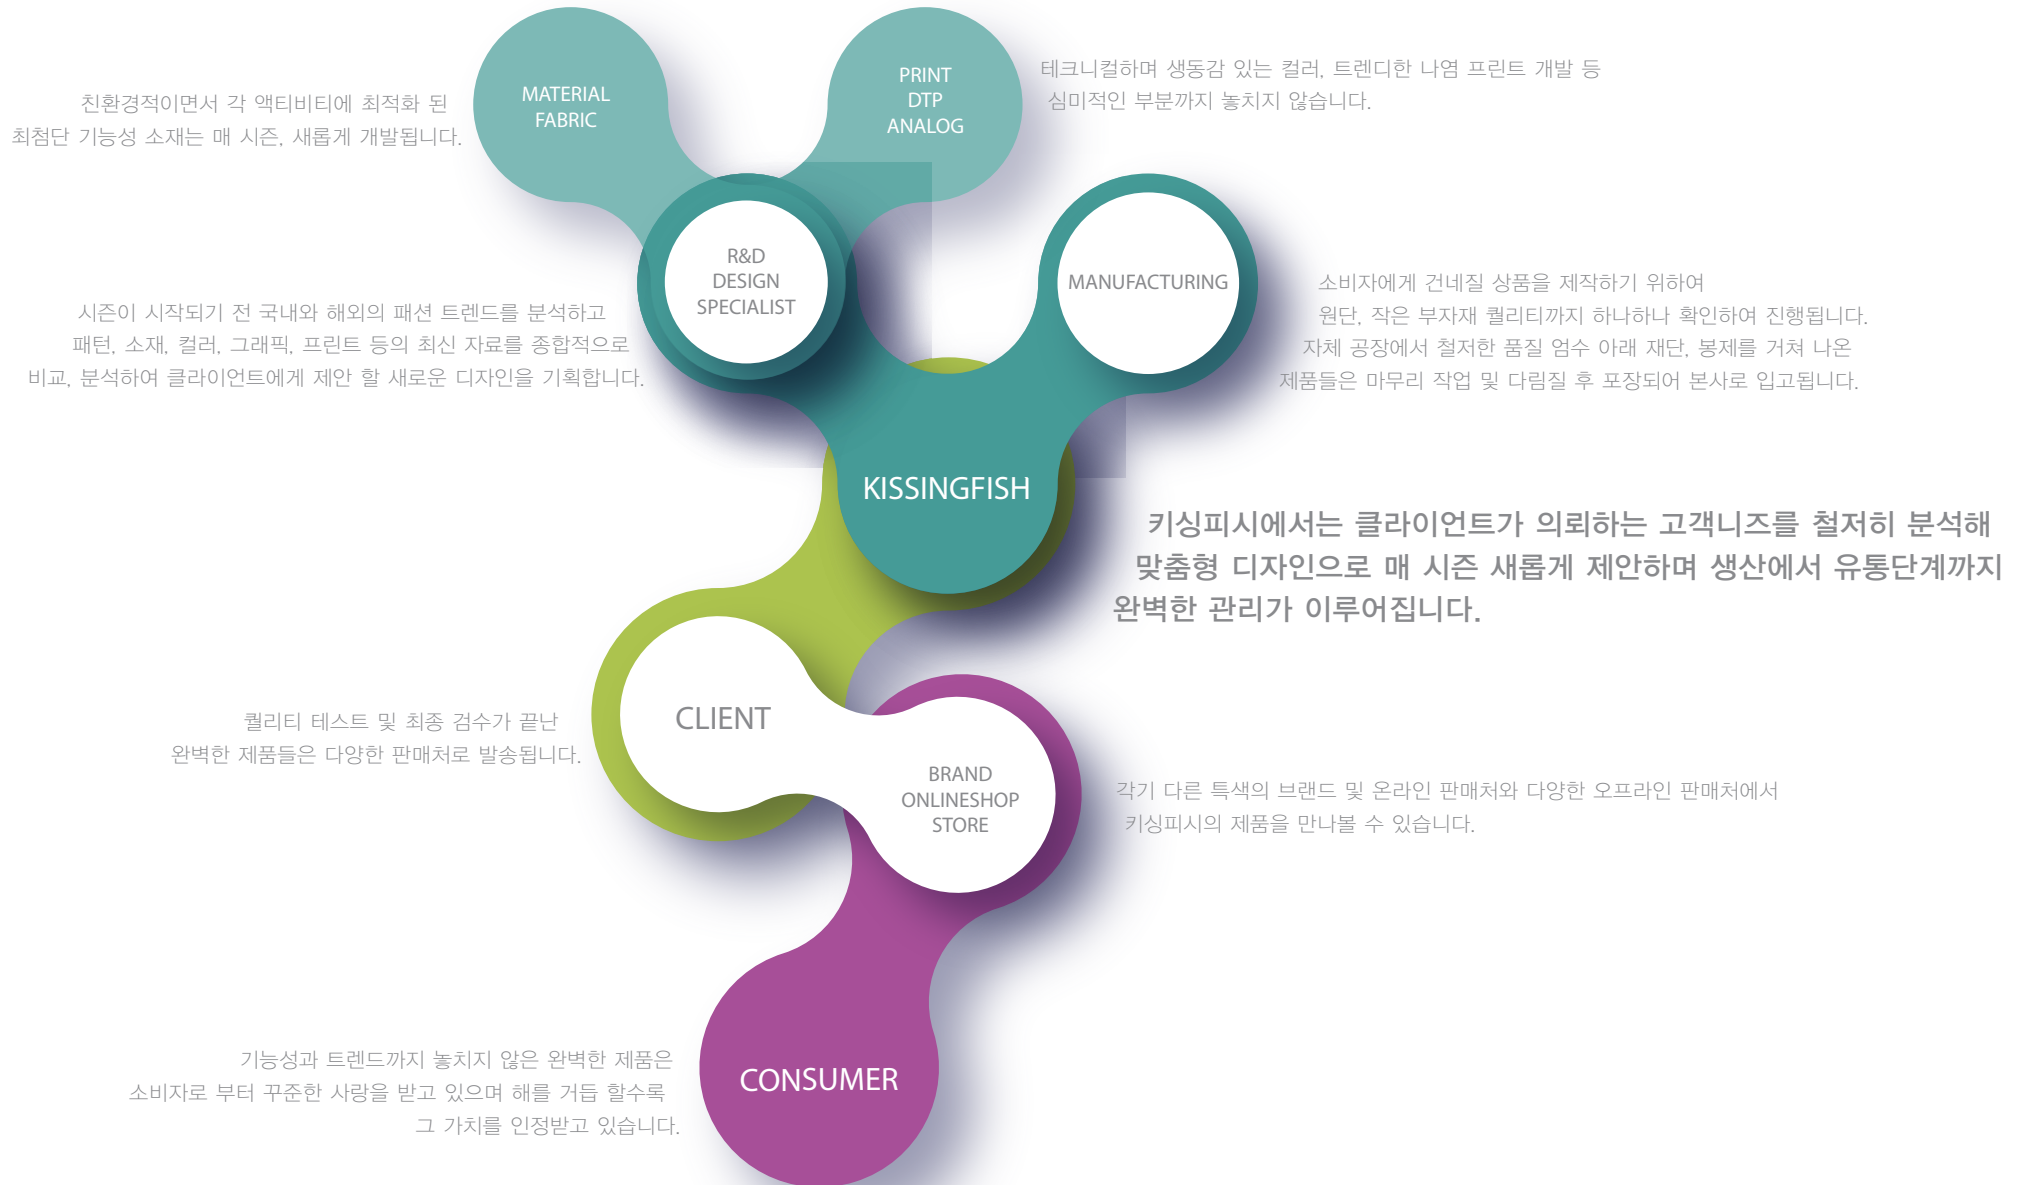 MATERIAL
FABRIC
친환경적이면서 각 액티비티에 최적화 된
최첨단 기능성 소재는 매 시즌, 새롭게 개발됩니다.
PRINT
DTP
ANALOG
테크니컬하며 생동감 있는 컬러, 트렌디한 나염 프린트 개발 등
심미적인 부분까지 놓치지 않습니다.
R&D
DESIGN
SPECIALIST
시즌이 시작되기 전 국내와 해외의 패션 트렌드를 분석하고
패턴, 소재, 컬러, 그래픽, 프린트 등의 최신 자료를 종합적으로
비교, 분석하여 클라이언트에게 제안 할 새로운 디자인을 기획합니다.
MANUFACTURING
소비자에게 건네질 상품을 제작하기 위하여
원단, 작은 부자재 퀄리티까지 하나하나 확인하여 진행됩니다.
자체 공장에서 철저한 품질 엄수 아래 재단, 봉제를 거쳐 나온
제품들은 마무리 작업 및 다림질 후 포장되어 본사로 입고됩니다.
KISSINGFISH
키싱피시에서는 클라이언트가 의뢰하는 고객니즈를 철저히 분석해
맞춤형 디자인으로 매 시즌 새롭게 제안하며 생산에서 유통단계까지
완벽한 관리가 이루어집니다.
CLIENT
퀄리티 테스트 및 최종 검수가 끝난
완벽한 제품들은 다양한 판매처로 발송됩니다.
BRAND
ONLINESHOP
STORE
각기 다른 특색의 브랜드 및 온라인 판매처와 다양한 오프라인 판매처에서
키싱피시의 제품을 만나볼 수 있습니다.
CONSUMER
기능성과 트렌드까지 놓치지 않은 완벽한 제품은
소비자로 부터 꾸준한 사랑을 받고 있으며 해를 거듭 할수록
그 가치를 인정받고 있습니다.